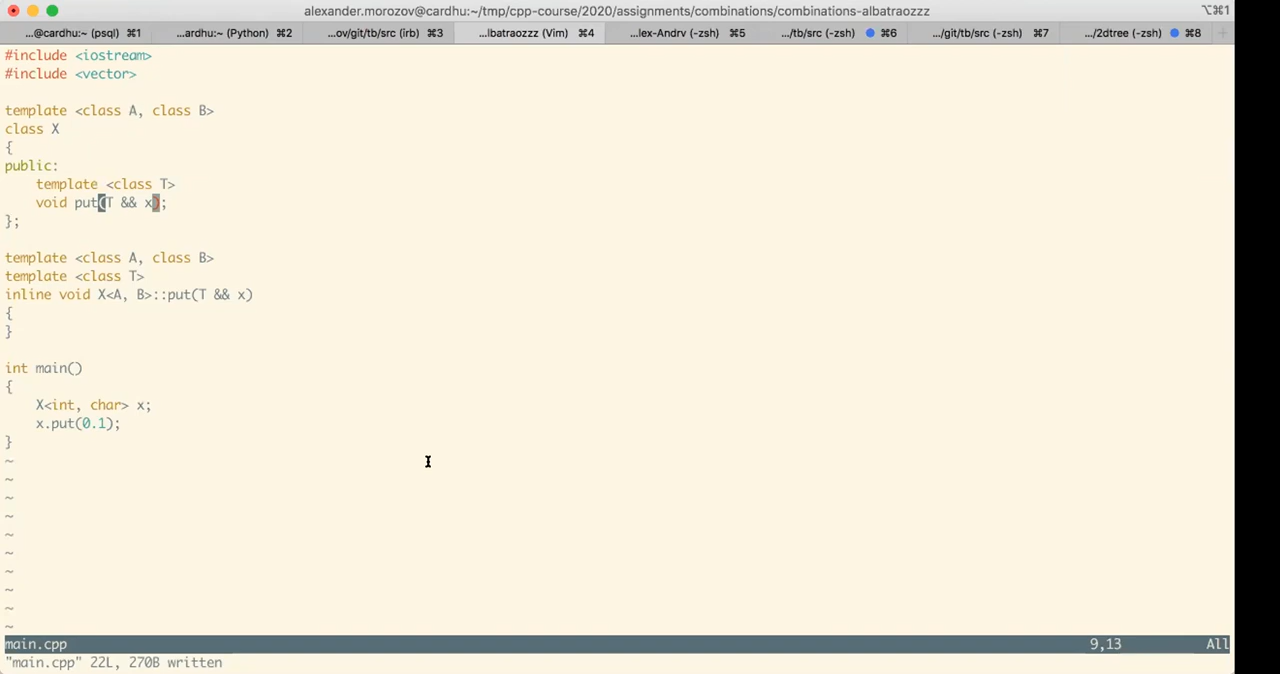 alexander.morozov@cardhu:~/tmp/cpp-course/2020/assignments/combinations/combinations-albatraozzz ⌥⌘1
...@cardhu:~ (psql) ⌘1 ...ardhu:~ (Python) ⌘2 ...ov/git/tb/src (irb) ⌘3 ...lbatraozzz (Vim) ⌘4 ...lex-Andrv (-zsh) ⌘5 .../tb/src (-zsh) ⌘6 .../git/tb/src (-zsh) ⌘7 .../2dtree (-zsh) ⌘8
#include <iostream>
#include <vector>
template <class A, class B>
class X
{
public:
    template <class T>
    void put(T && x);
};
template <class A, class B>
template <class T>
inline void X<A, B>::put(T && x)
{
}
int main()
{
    X<int, char> x;
    x.put(0.1);
}
~
~
~
~
~
~
~
~
~
~
main.cpp 9,13 All
"main.cpp" 22L, 270B written